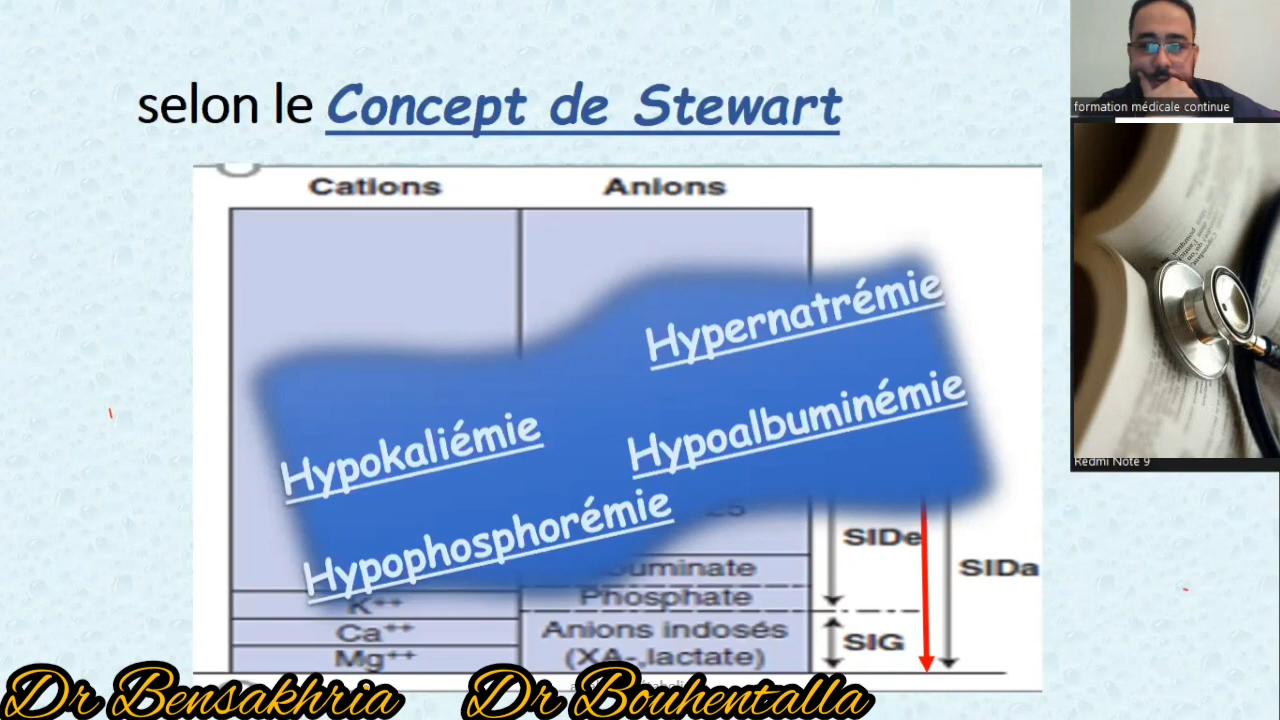 selon le Concept de Stewart
Cations Anions
Hypernatrémie
Hypokaliémie
Hypoalbuminémie
Hypophosphorémie
25
SIDe
SIDa
K++
Phosphate
Ca++
Anions indosés
SIG
Mg++
(XA-,lactate)
Dr Bensakhria Dr Bouhentalla
formation médicale continue
Redmi Note 9